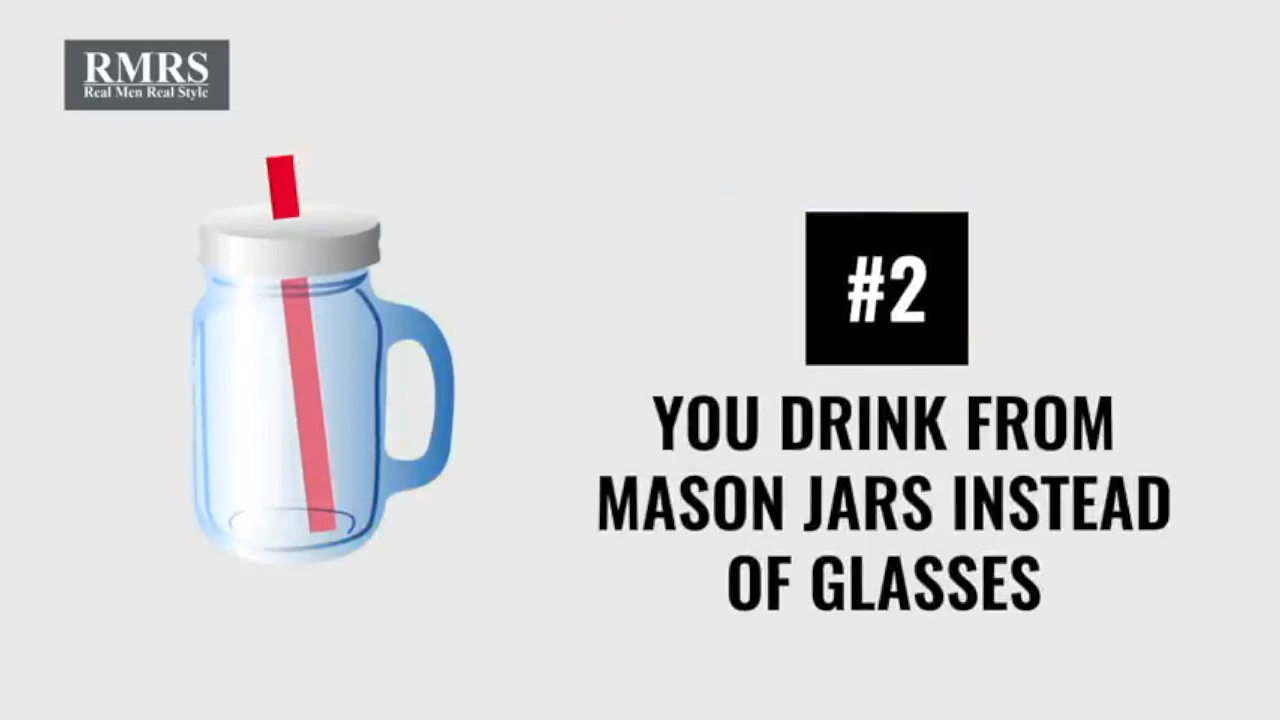 RMRS
Real Men Real Style
#2
YOU DRINK FROM
MASON JARS INSTEAD
OF GLASSES